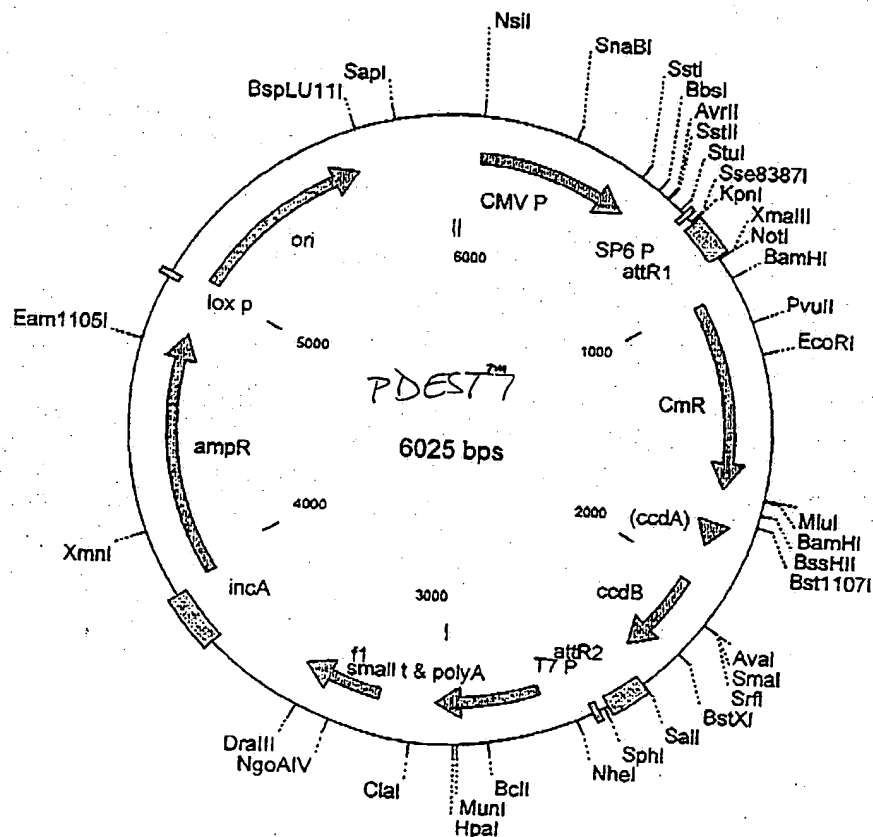 NsiI
SapI
SnaBI
BspLU11I
SstI
BbsI
AvrII
SstII
StuI
Sse8387I
KpnI
XmaIII
NotI
BamHI
PvuII
EcoRI
CMV P
ori
SP6 P
attR1
6000
lox p
Eam1105I
5000
1000
PDEST™7
6025 bps
CmR
ampR
4000
2000
(ccdA)
MluI
BamHI
BssHII
Bst1107I
XmnI
incA
3000
ccdB
attR2
T7 P
f1
small t & polyA
AvaI
SmaI
SrfI
BstXI
SalI
SphI
NheI
DraIII
NgoAIV
ClaI
BclI
MunI
HpaI